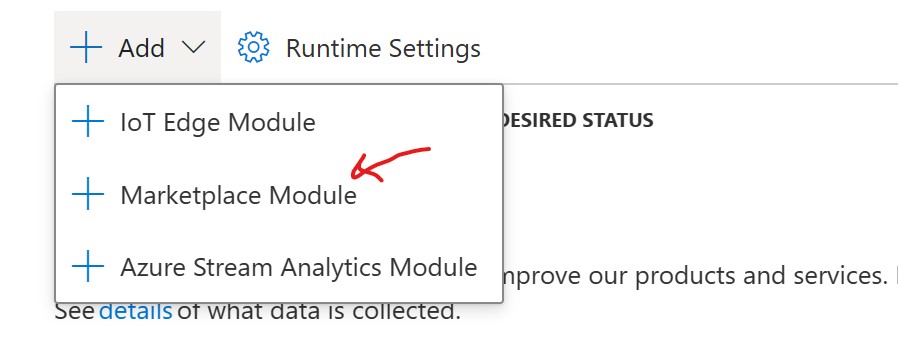 Add Runtime Settings
IoT Edge Module
DESIRED STATUS
Marketplace Module
Azure Stream Analytics Module
mprove our products and services.
See details of what data is collected.